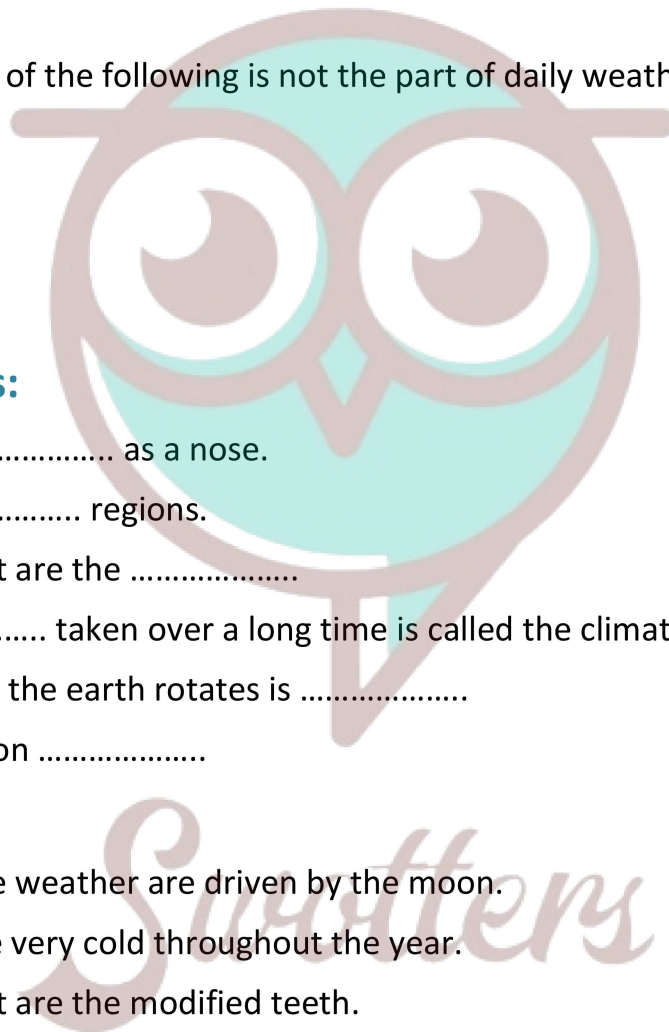 of the following is not the part of daily weath
s:
.............. as a nose.
........... regions.
t are the ....................
...... taken over a long time is called the climat
the earth rotates is ....................
on ....................
e weather are driven by the moon.
e very cold throughout the year.
t are the modified teeth.
Swotters